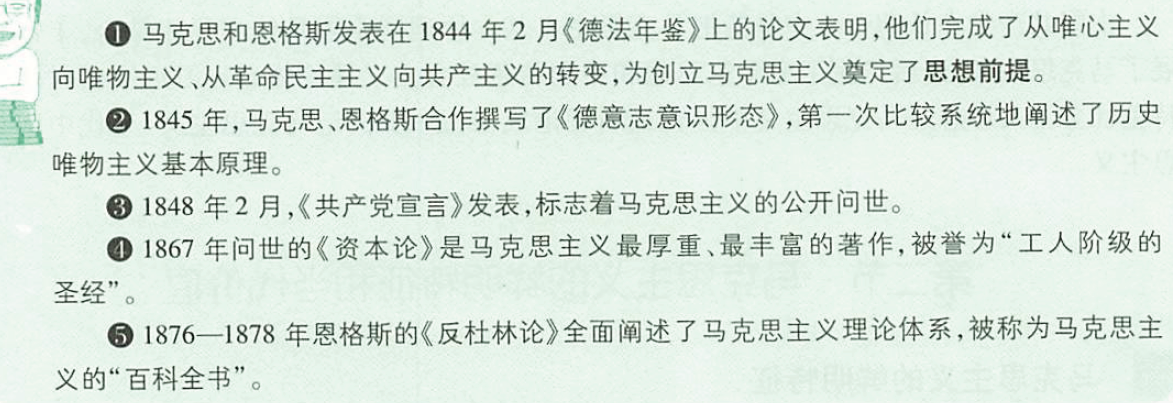 ❶ 马克思和恩格斯发表在 1844 年 2 月《德法年鉴》上的论文表明,他们完成了从唯心主义
向唯物主义、从革命民主主义向共产主义的转变,为创立马克思主义奠定了思想前提。
❷ 1845 年,马克思、恩格斯合作撰写了《德意志意识形态》,第一次比较系统地阐述了历史
唯物主义基本原理。
❸ 1848 年 2 月,《共产党宣言》发表,标志着马克思主义的公开问世。
❹ 1867 年问世的《资本论》是马克思主义最厚重、最丰富的著作,被誉为“工人阶级的
圣经”。
❺ 1876—1878 年恩格斯的《反杜林论》全面阐述了马克思主义理论体系,被称为马克思主
义的“百科全书”。